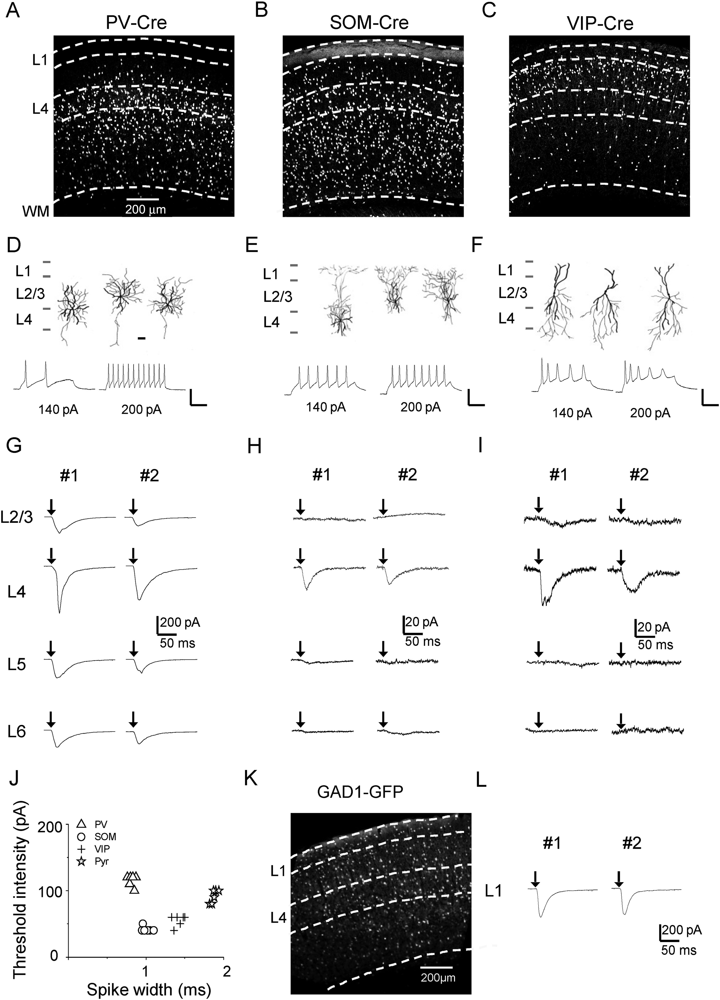 A
B
C
PV-Cre
SOM-Cre
VIP-Cre
L1
L4
WM
200 μm
D
E
F
L1
L2/3
L4
L1
L2/3
L4
L1
L2/3
L4
140 pA
200 pA
140 pA
200 pA
140 pA
200 pA
G
H
I
#1
#2
#1
#2
#1
#2
L2/3
L4
200 pA
50 ms
20 pA
50 ms
20 pA
50 ms
L5
L6
J
K
L
Threshold intensity (pA)
200
100
0
PV
SOM
VIP
Pyr
1
2
Spike width (ms)
GAD1-GFP
L1
L4
200μm
#1
#2
L1
200 pA
50 ms